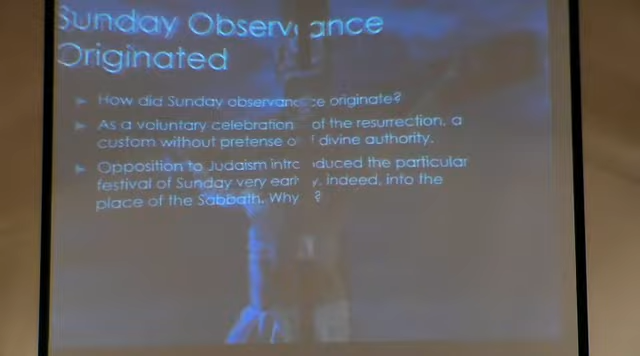 Sunday Observance
Originated
How did Sunday observance originate?
As a voluntary celebration of the resurrection, a
custom without pretense of divine authority.
Opposition to Judaism introduced the particular
festival of Sunday very early, indeed, into the
place of the Sabbath. Why?